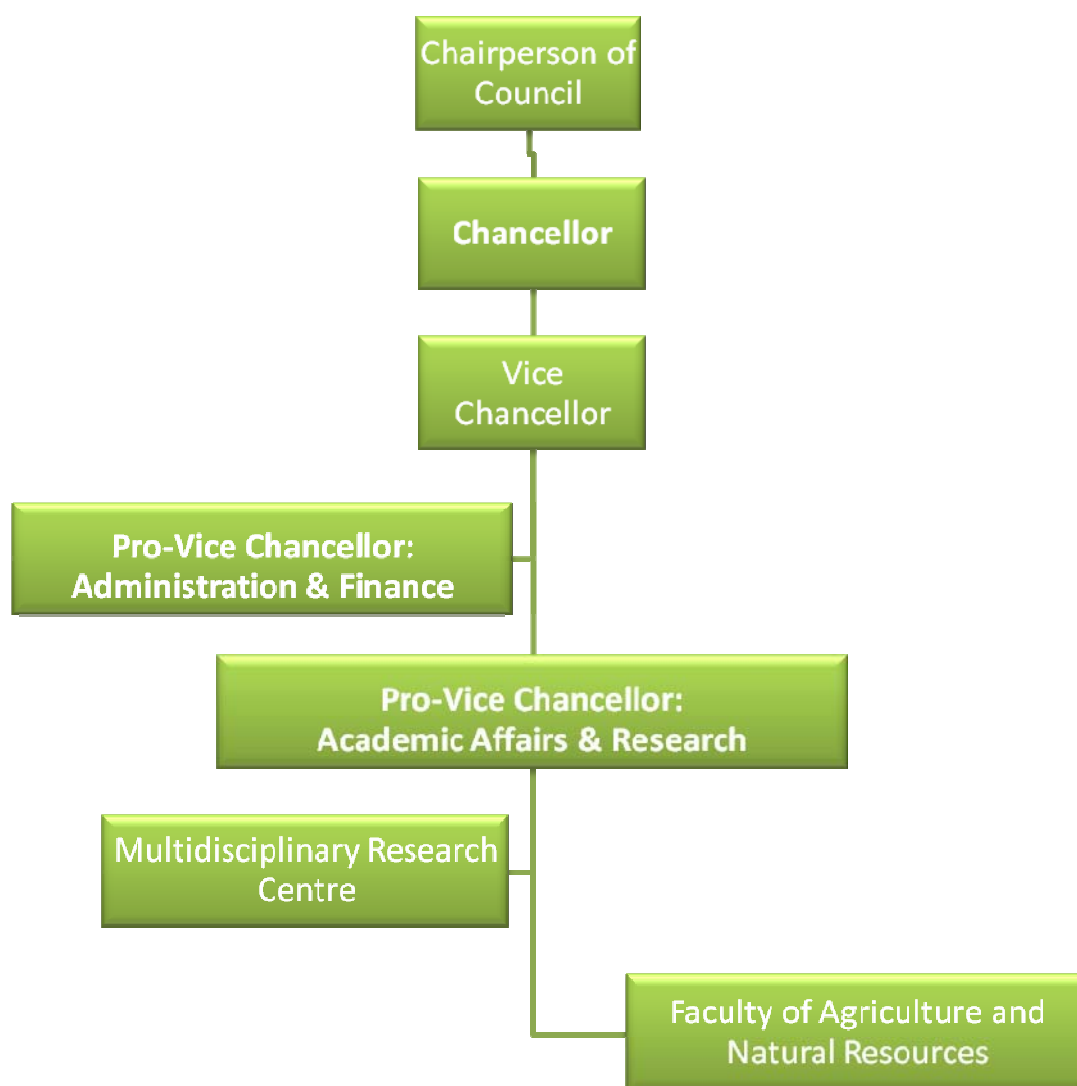 Chairperson of
Council
Chancellor
Vice
Chancellor
Pro-Vice Chancellor:
Administration & Finance
Pro-Vice Chancellor:
Academic Affairs & Research
Multidisciplinary Research
Centre
Faculty of Agriculture and
Natural Resources